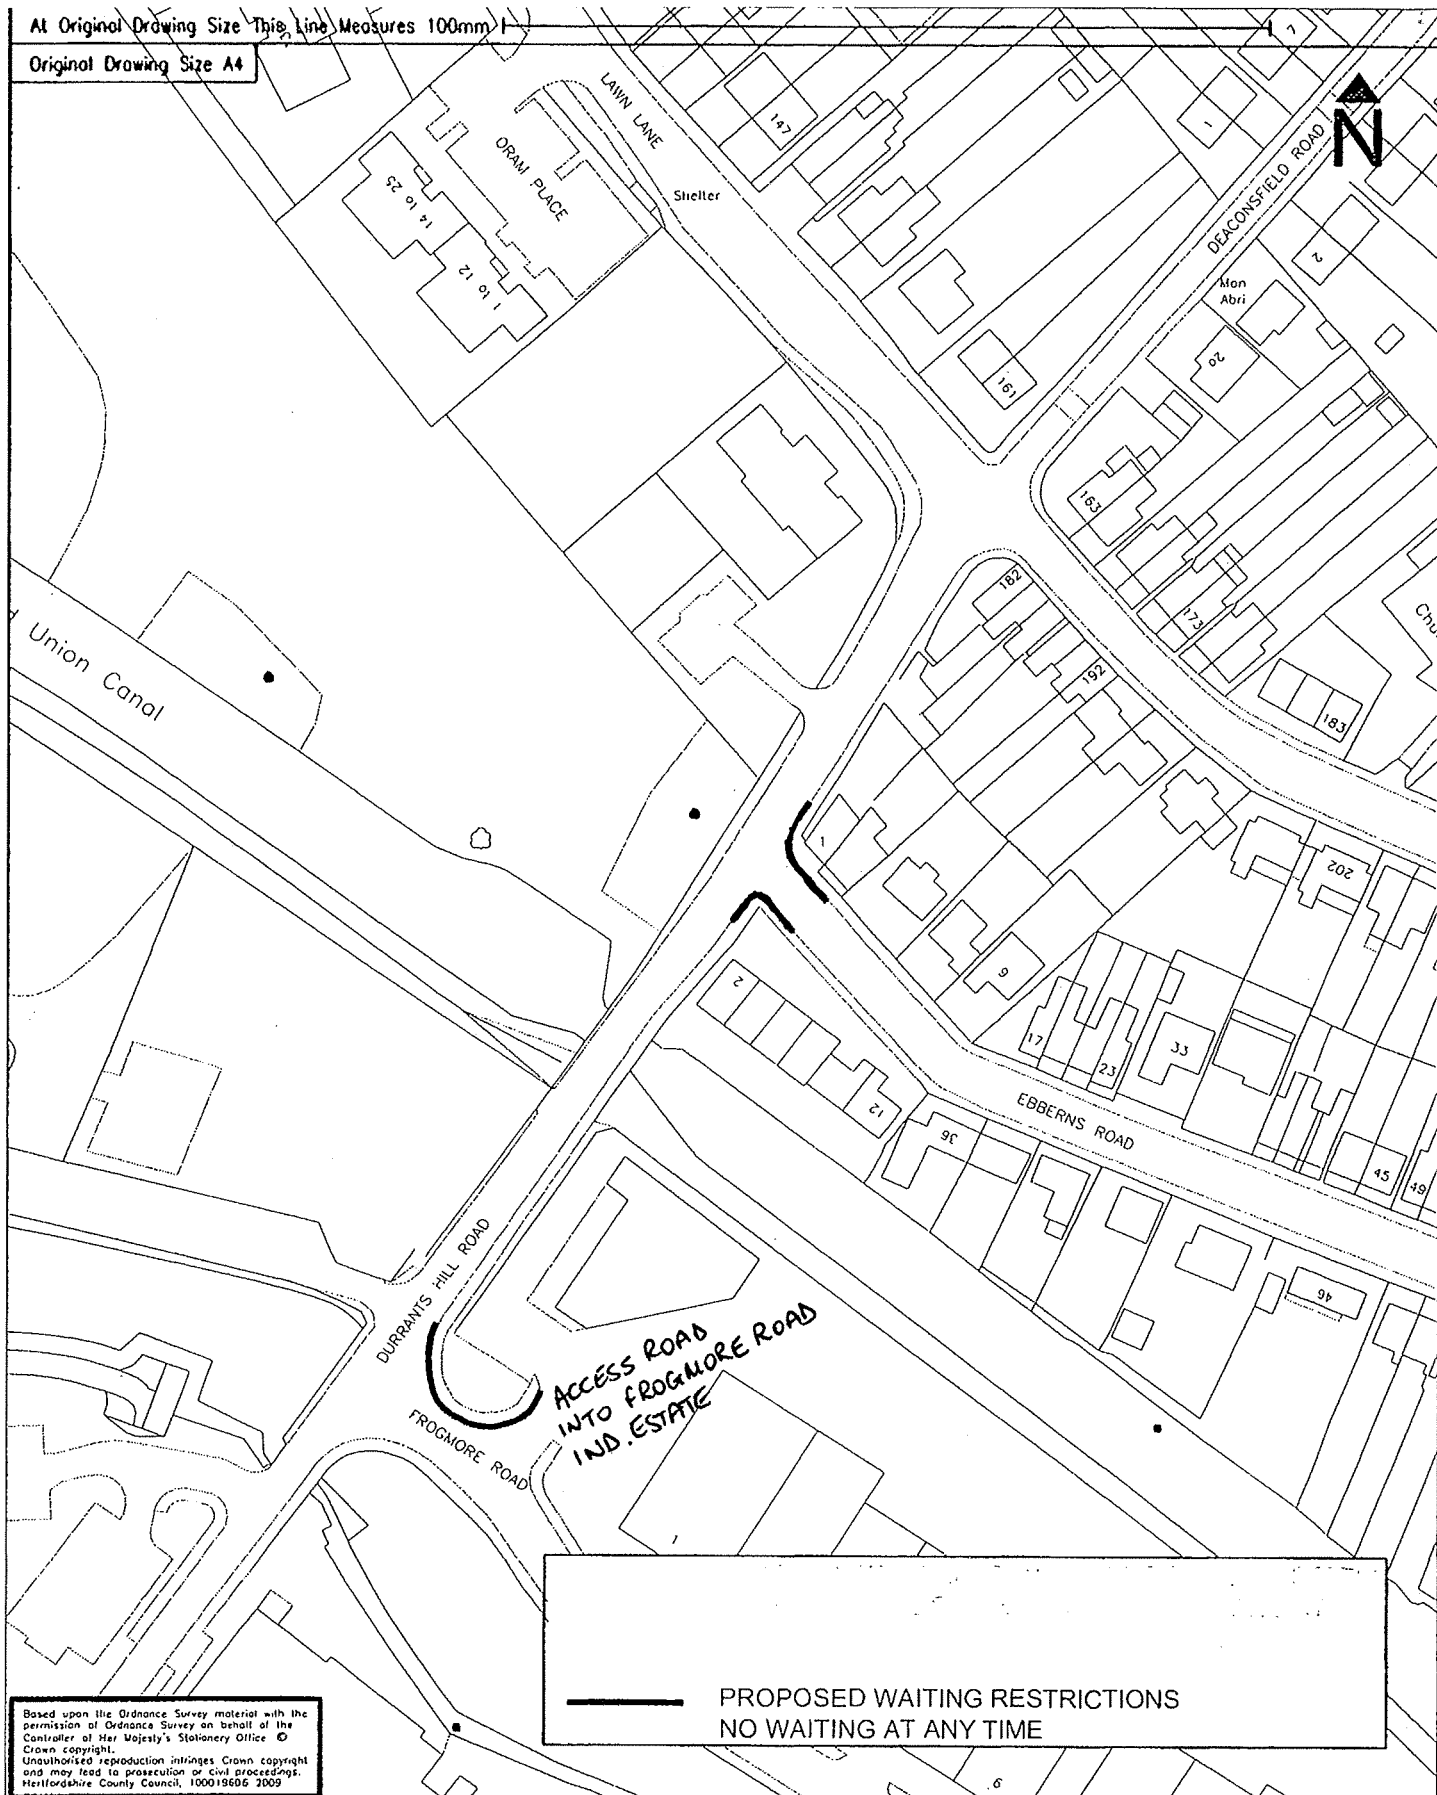 At Original Drawing Size This Line Measures 100mm
Original Drawing Size A4
N
7
LAWN LANE
147
1
ORAM PLACE
14 to 25
Shelter
DEACONSFIELD ROAD
2
1 to 12
Mon
Abri
20
161
163
182
173
192
183
Union Canal
1
202
2
9
17
23
33
12
36
EBBERNS ROAD
45
49
46
DURRANTS HILL ROAD
ACCESS ROAD
INTO FROGMORE ROAD
IND. ESTATE
FROGMORE ROAD
1
PROPOSED WAITING RESTRICTIONS
NO WAITING AT ANY TIME
Based upon the Ordnance Survey material with the
permission of Ordnance Survey on behalf of the
Controller of Her Majesty's Stationery Office ©
Crown copyright.
Unauthorised reproduction infringes Crown copyright
and may lead to prosecution or civil proceedings.
Hertfordshire County Council, 100019606 2009